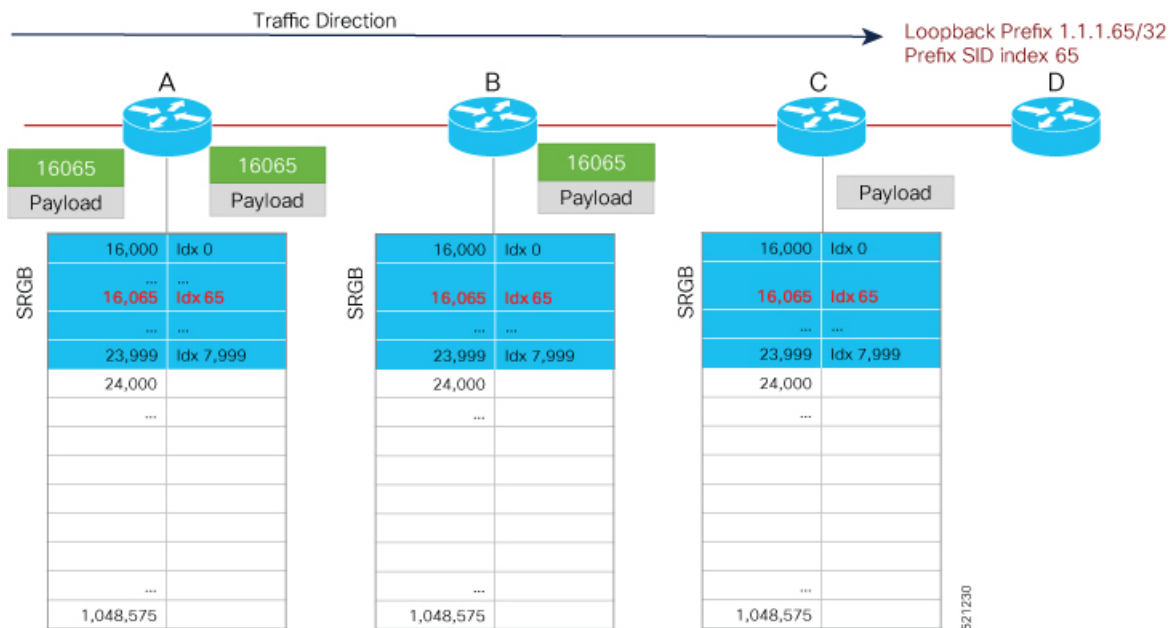 Traffic Direction
Loopback Prefix 1.1.1.65/32
Prefix SID index 65
A
B
C
D
16065
Payload
16065
Payload
16065
Payload
Payload
SRGB
16,000 Idx 0
... ...
16,065 Idx 65
... ...
23,999 Idx 7,999
24,000
...
...
1,048,575
SRGB
16,000 Idx 0
16,065 Idx 65
... ...
23,999 Idx 7,999
24,000
...
...
1,048,575
SRGB
16,000 Idx 0
16,065 Idx 65
... ...
23,999 Idx 7,999
24,000
...
...
1,048,575
521230